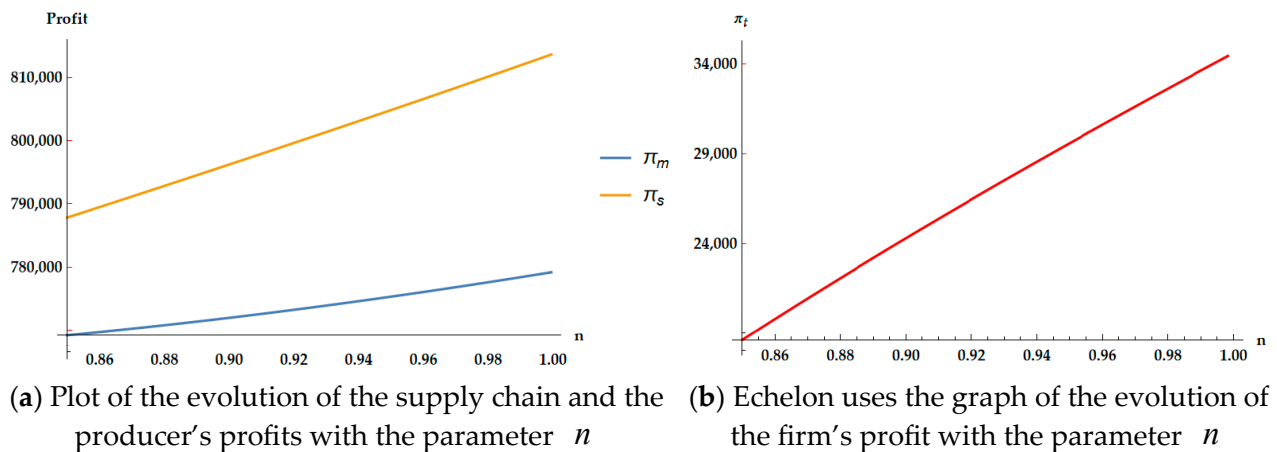 Profit
810,000
800,000
790,000
780,000
0.86 0.88 0.90 0.92 0.94 0.96 0.98 1.00
n
π_m
π_s
π_t
34,000
29,000
24,000
0.86 0.88 0.90 0.92 0.94 0.96 0.98 1.00
n
(a) Plot of the evolution of the supply chain and the
producer's profits with the parameter n
(b) Echelon uses the graph of the evolution of
the firm's profit with the parameter n